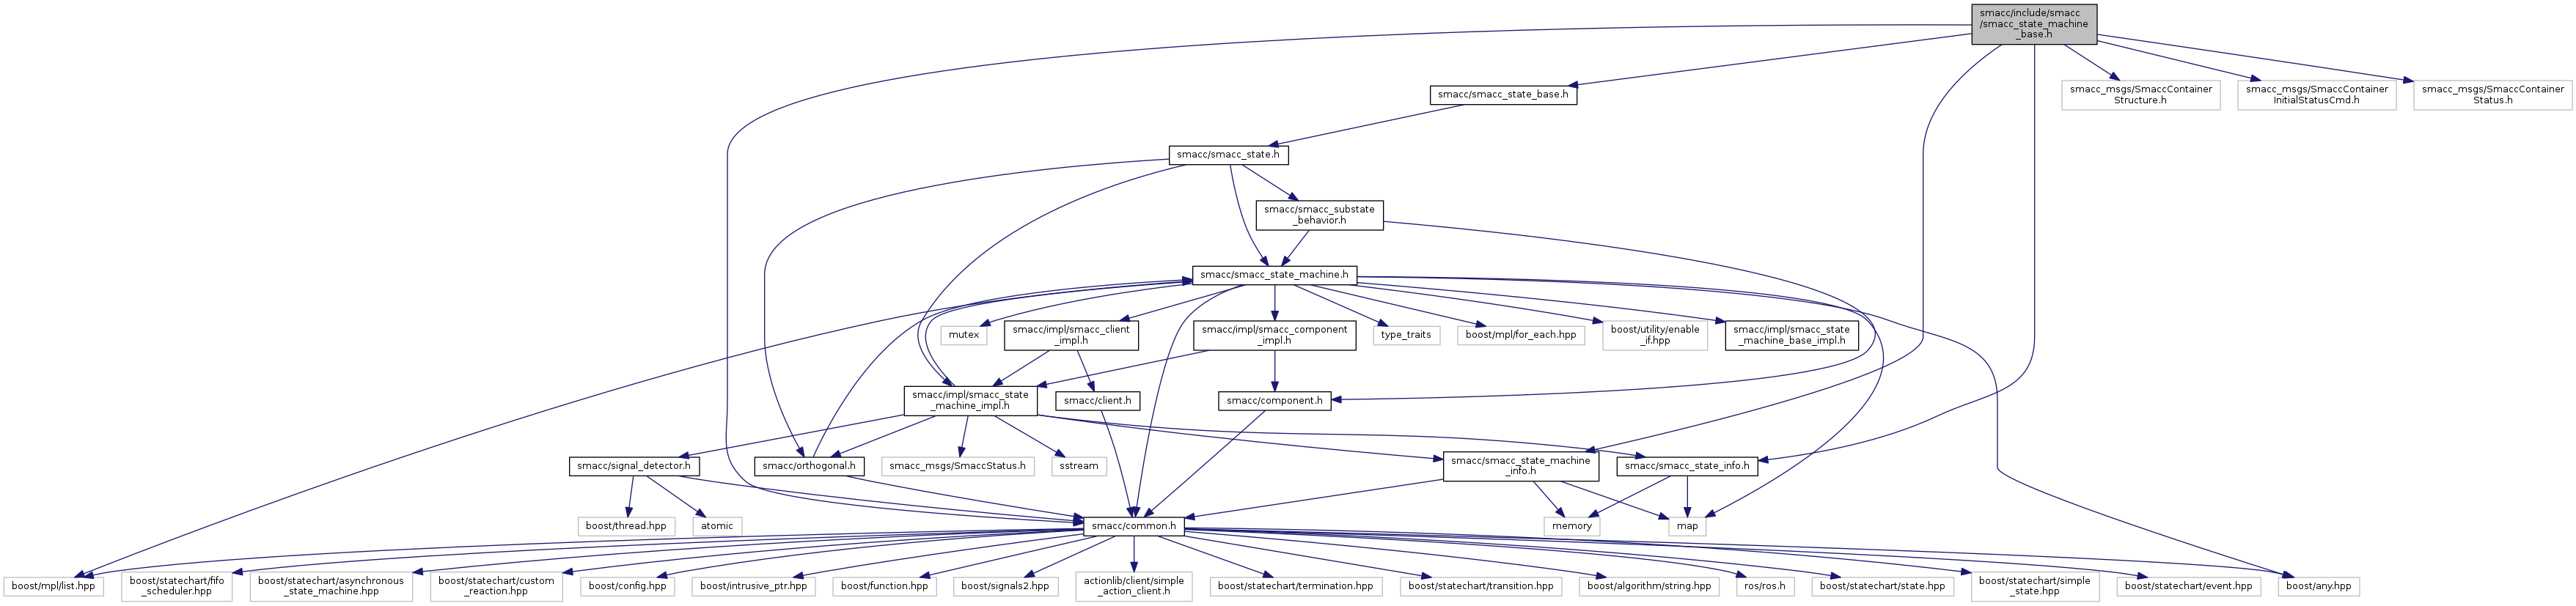 smacc/include/smacc
/smacc_state_machine
_base.h
smacc/smacc_state_base.h
smacc_msgs/SmaccContainer
Structure.h
smacc_msgs/SmaccContainer
InitialStatusCmd.h
smacc_msgs/SmaccContainer
Status.h
smacc/smacc_state.h
smacc/smacc_substate
_behavior.h
smacc/smacc_state_machine.h
mutex
smacc/impl/smacc_client
_impl.h
smacc/impl/smacc_component
_impl.h
type_traits
boost/mpl/for_each.hpp
boost/utility/enable
_if.hpp
smacc/impl/smacc_state
_machine_base_impl.h
smacc/impl/smacc_state
_machine_impl.h
smacc/client.h
smacc/component.h
smacc/signal_detector.h
smacc/orthogonal.h
smacc_msgs/SmaccStatus.h
sstream
smacc/smacc_state_machine
_info.h
smacc/smacc_state_info.h
boost/thread.hpp
atomic
smacc/common.h
memory
map
boost/mpl/list.hpp
boost/statechart/fifo
_scheduler.hpp
boost/statechart/asynchronous
_state_machine.hpp
boost/statechart/custom
_reaction.hpp
boost/config.hpp
boost/intrusive_ptr.hpp
boost/function.hpp
boost/signals2.hpp
actionlib/client/simple
_action_client.h
boost/statechart/termination.hpp
boost/statechart/transition.hpp
boost/algorithm/string.hpp
ros/ros.h
boost/statechart/state.hpp
boost/statechart/simple
_state.hpp
boost/statechart/event.hpp
boost/any.hpp